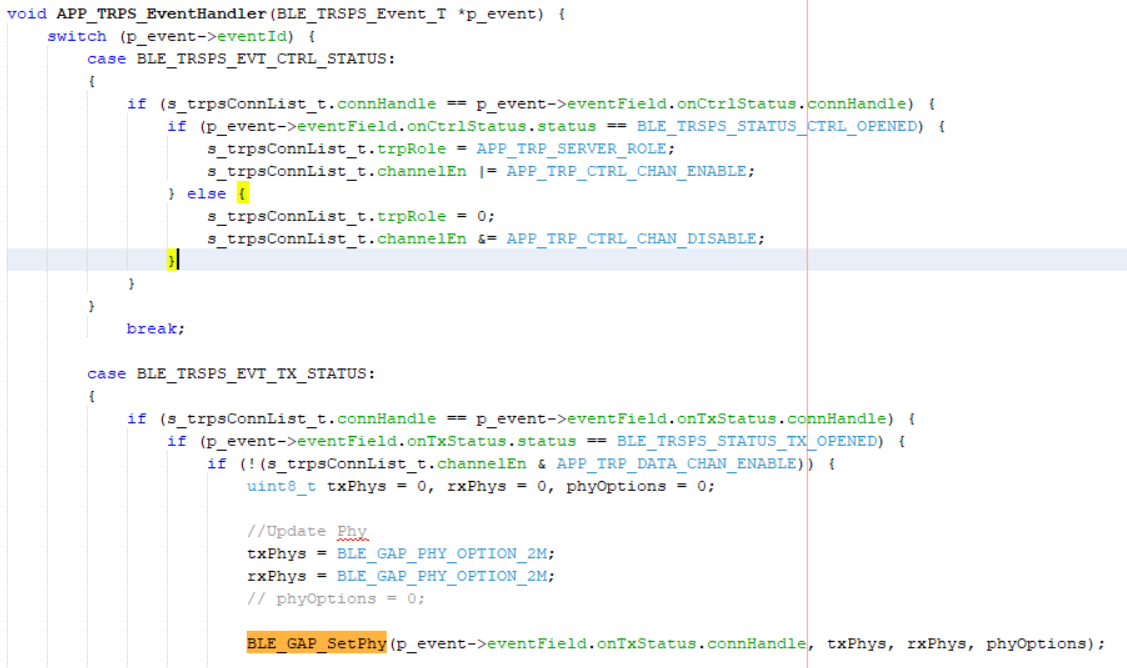 void APP_TRPS_EventHandler(BLE_TRSPS_Event_T *p_event) {
    switch (p_event->eventId) {
        case BLE_TRSPS_EVT_CTRL_STATUS:
        {
            if (s_trpsConnList_t.connHandle == p_event->eventField.onCtrlStatus.connHandle) {
                if (p_event->eventField.onCtrlStatus.status == BLE_TRSPS_STATUS_CTRL_OPENED) {
                    s_trpsConnList_t.trpRole = APP_TRP_SERVER_ROLE;
                    s_trpsConnList_t.channelEn |= APP_TRP_CTRL_CHAN_ENABLE;
                } else {
                    s_trpsConnList_t.trpRole = 0;
                    s_trpsConnList_t.channelEn &= APP_TRP_CTRL_CHAN_DISABLE;
                }
            }
        }
            break;

        case BLE_TRSPS_EVT_TX_STATUS:
        {
            if (s_trpsConnList_t.connHandle == p_event->eventField.onTxStatus.connHandle) {
                if (p_event->eventField.onTxStatus.status == BLE_TRSPS_STATUS_TX_OPENED) {
                    if (!(s_trpsConnList_t.channelEn & APP_TRP_DATA_CHAN_ENABLE)) {
                        uint8_t txPhys = 0, rxPhys = 0, phyOptions = 0;

                        //Update Phy
                        txPhys = BLE_GAP_PHY_OPTION_2M;
                        rxPhys = BLE_GAP_PHY_OPTION_2M;
                        // phyOptions = 0;

                        BLE_GAP_SetPhy(p_event->eventField.onTxStatus.connHandle, txPhys, rxPhys, phyOptions);